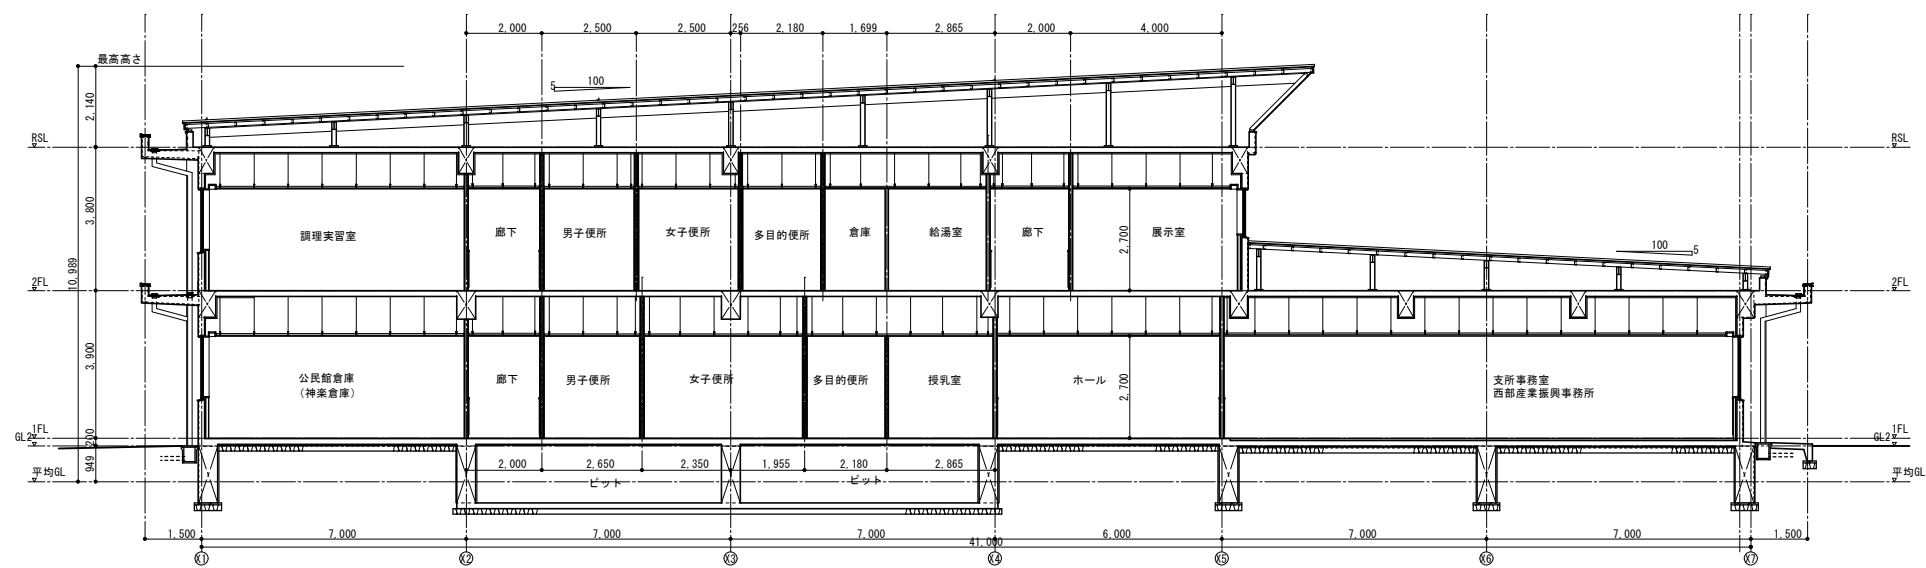 2,000 2,500 2,500 256 2,180 1,699 2,865 2,000 4,000
最高高さ
5 100
2,140
RSL RSL
調理実習室 廊下 男子便所 女子便所 多目的便所 倉庫 給湯室 廊下 展示室
3,800
2,700
10,989
100 5
2FL 2FL
公民館倉庫
（神楽倉庫）
廊下 男子便所 女子便所 多目的便所 授乳室 ホール
支所事務室
西部産業振興事務所
3,900
2,700
1FL 1FL
GL2 GL2
200
949
平均GL 平均GL
2,000 2,650 2,350 1,955 2,180 2,865
ピット ピット
1,500 7,000 7,000 7,000 6,000 7,000 7,000 1,500
41,000
X1 X2 X3 X4 X5 X6 X7